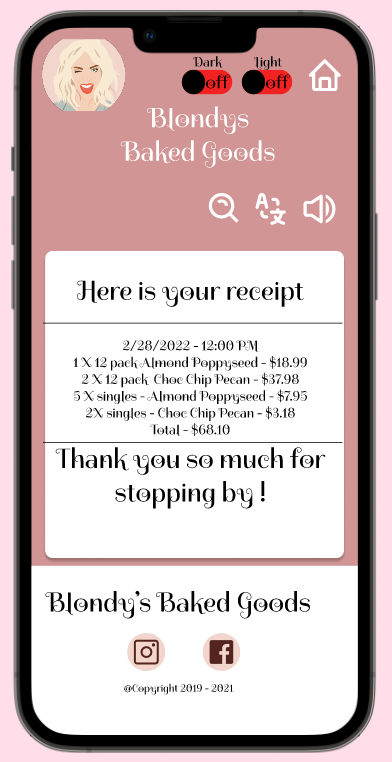 Dark
Light
off
off
Blondys
Baked Goods
A
文
Here is your receipt
2/28/2022 - 12:00 PM
1 X 12 pack Almond Poppyseed - $18.99
2 X 12 pack Choc Chip Pecan - $37.98
5 X singles - Almond Poppyseed - $7.95
2X singles - Choc Chip Pecan - $3.18
Total - $68.10
Thank you so much for
stopping by !
Blondy's Baked Goods
@Copyright 2019 - 2021